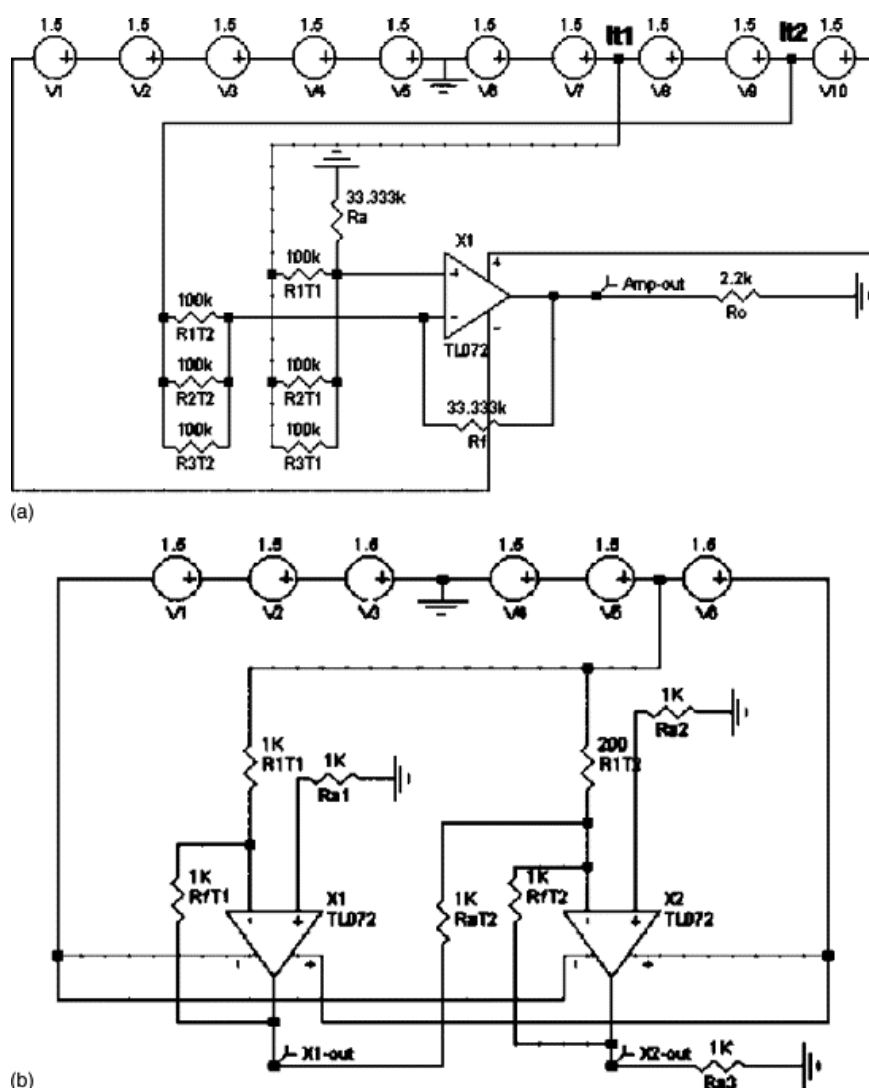 1.5 1.5 1.5 1.5 1.5 1.5 1.5 It1 1.5 1.5 It2 1.5
V1 V2 V3 V4 V5 V6 V7 V8 V9 V10
33.333k
Ra
100k
R1T1
X1
4
Amp-out
2.2k
Ro
100k
R1T2
TL072
100k
R2T2
100k
R2T1
100k
R3T2
100k
R3T1
33.333k
Rf
(a)
1.5 1.5 1.5 1.5 1.5 1.5
V1 V2 V3 V4 V5 V6
1K
Ra2
1K
R1T1
1K
Ra1
200
R1T2
1K
RfT1
X1
TL072
1K
RaT2
1K
RfT2
X2
TL072
X1-out
X2-out
1K
Ra3
(b)